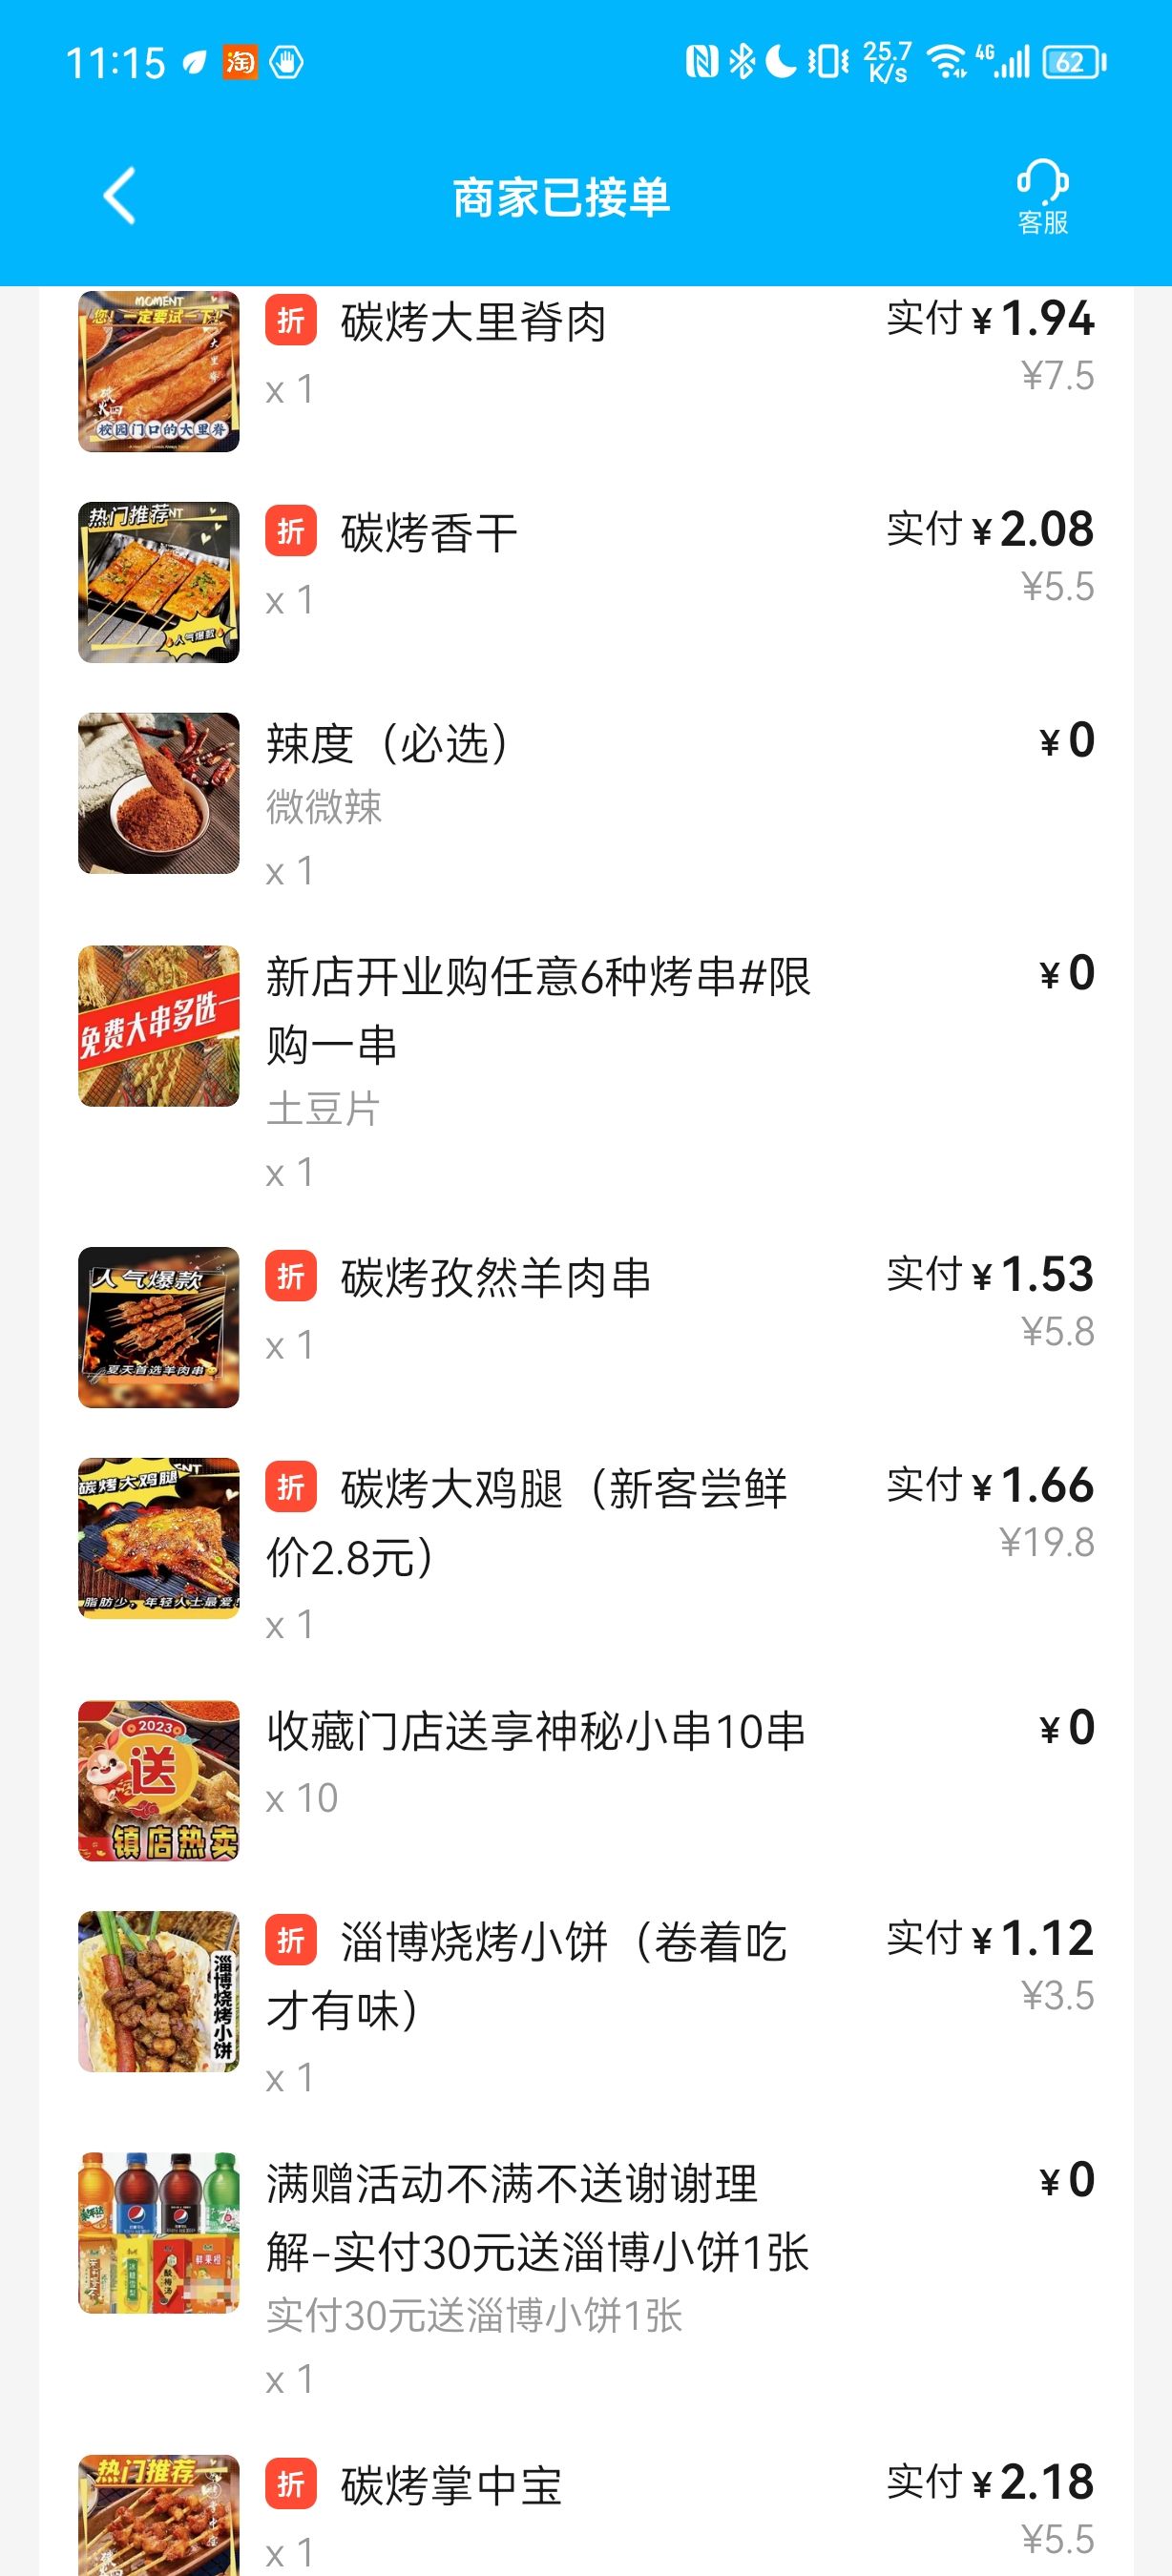 11:15
淘
25.7
K/s
4G
62
商家已接单
客服
MOMENT
您！一定要试一下！
大里脊
校园门口的大里脊
折 碳烤大里脊肉
实付¥1.94
¥7.5
x 1
热门推荐
人气爆款
折 碳烤香干
实付¥2.08
¥5.5
x 1
辣度（必选）
¥0
微微辣
x 1
免费大串多选一
新店开业购任意6种烤串#限
购一串
¥0
土豆片
x 1
人气爆款
夏天首选羊肉串
折 碳烤孜然羊肉串
实付¥1.53
¥5.8
x 1
碳烤大鸡腿
脂肪少，年轻人士最爱！
折 碳烤大鸡腿（新客尝鲜
价2.8元）
实付¥1.66
¥19.8
x 1
2023
送
镇店热卖
收藏门店送享神秘小串10串
¥0
x 10
淄博烧烤小饼
折 淄博烧烤小饼（卷着吃
才有味）
实付¥1.12
¥3.5
x 1
满赠活动不满不送谢谢理
解-实付30元送淄博小饼1张
¥0
实付30元送淄博小饼1张
x 1
热门推荐
折 碳烤掌中宝
实付¥2.18
¥5.5
x 1